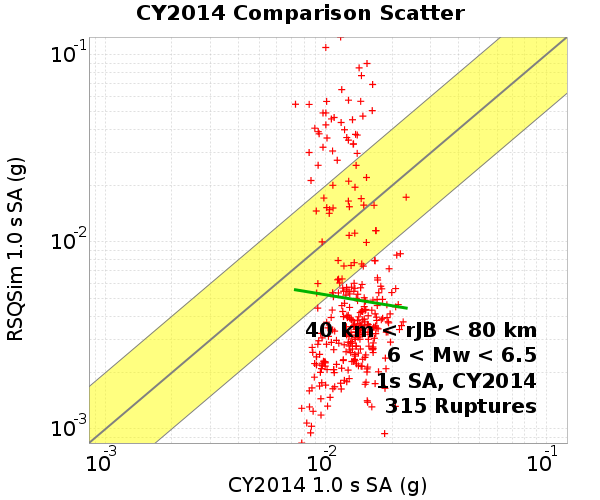 CY2014 Comparison Scatter
RSQSim 1.0 s SA (g)
10-1
10-2
10-3
40 km < rJB < 80 km
6 < Mw < 6.5
1s SA, CY2014
315 Ruptures
10-3 10-2 10-1
CY2014 1.0 s SA (g)